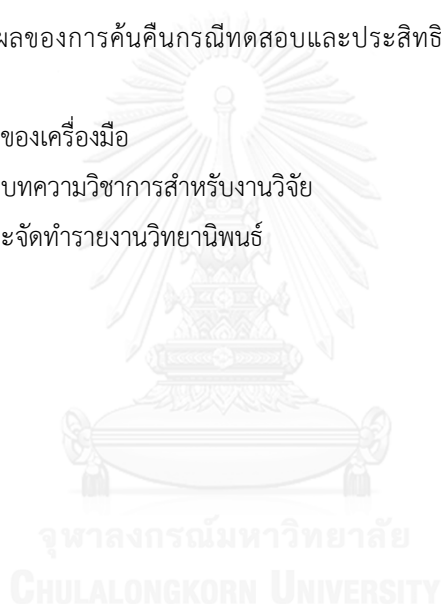 ผลของการค้นคืนกรณีทดสอบและประสิทธิ
ของเครื่องมือ
บทความวิชาการสำหรับงานวิจัย
ะจัดทำรายงานวิทยานิพนธ์
จุฬาลงกรณ์มหาวิทยาลัย
CHULALONGKORN UNIVERSITY